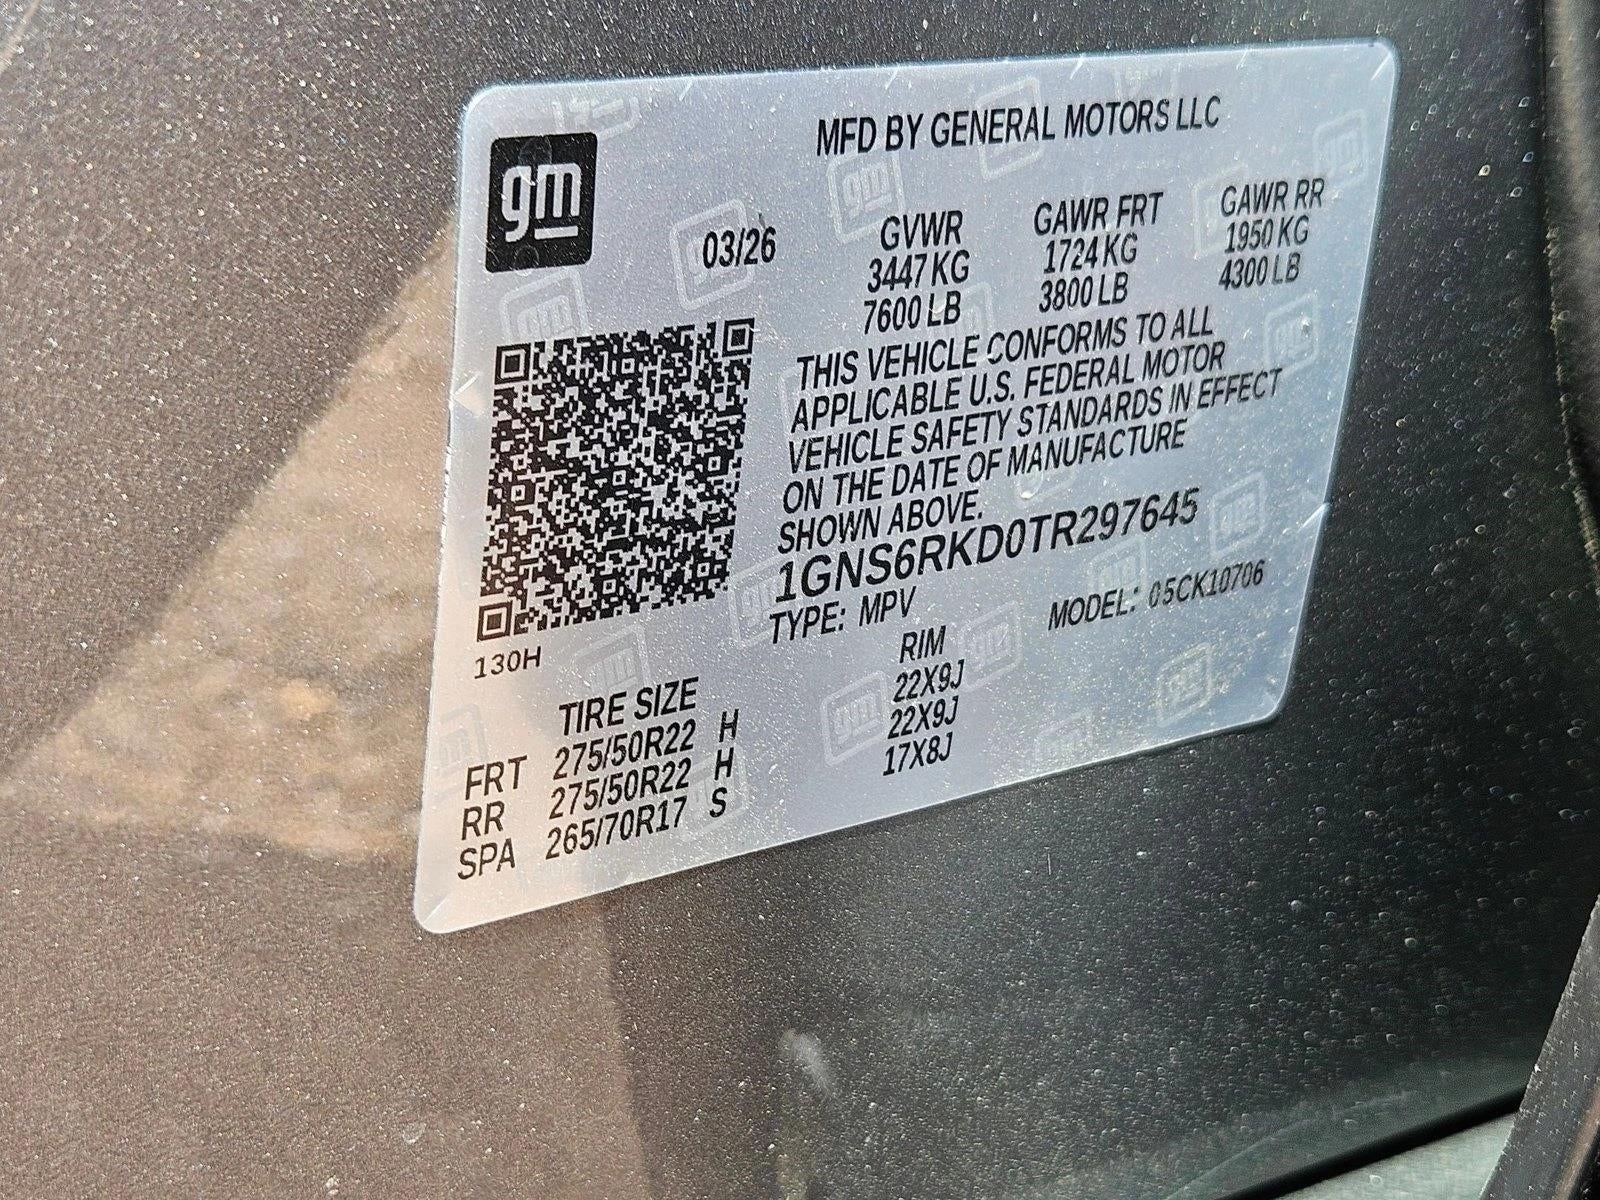 MFD BY GENERAL MOTORS LLC
gm
03/26 GVWR GAWR FRT GAWR RR
3447 KG 1724 KG 1950 KG
7600 LB 3800 LB 4300 LB
THIS VEHICLE CONFORMS TO ALL
APPLICABLE U.S. FEDERAL MOTOR
VEHICLE SAFETY STANDARDS IN EFFECT
ON THE DATE OF MANUFACTURE
SHOWN ABOVE.
1GNS6RKD0TR297645
TYPE: MPV MODEL: 05CK10706
130H
TIRE SIZE RIM
FRT 275/50R22 H 22X9J
RR 275/50R22 H 22X9J
SPA 265/70R17 S 17X8J